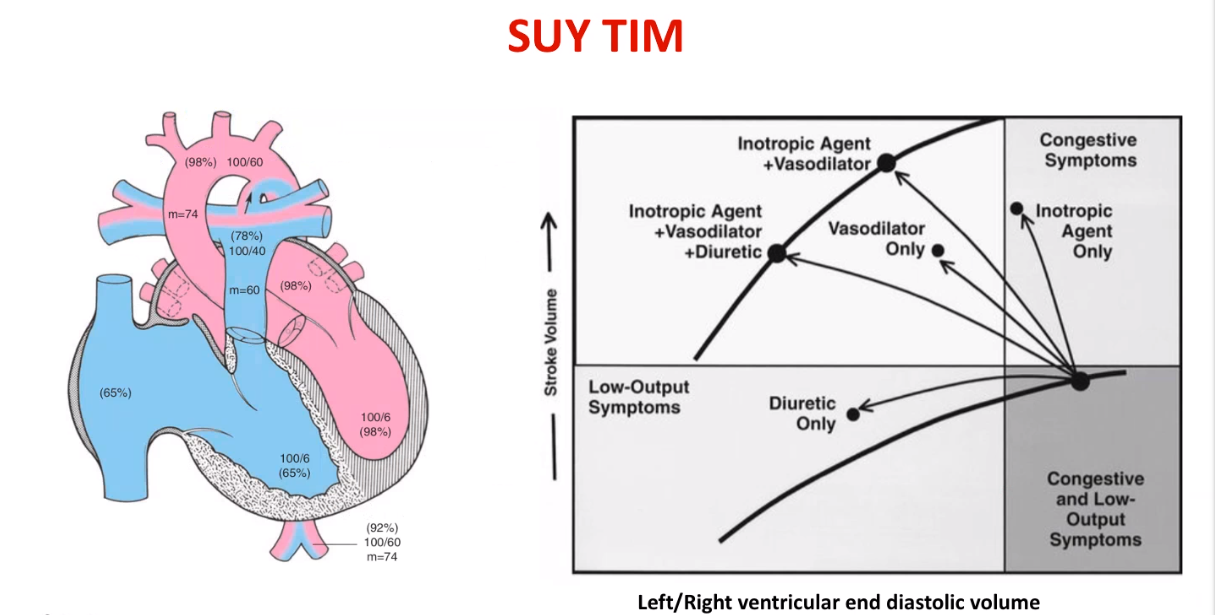 SUY TIM
(98%) 100/60
m=74
(78%)
100/40
m=60
(98%)
(65%)
100/6
(98%)
100/6
(65%)
(92%)
100/60
m=74
Stroke Volume
Inotropic Agent
+Vasodilator
Congestive
Symptoms
Inotropic Agent
+Vasodilator
+Diuretic
Vasodilator
Only
Inotropic
Agent
Only
Low-Output
Symptoms
Diuretic
Only
Congestive
and Low-
Output
Symptoms
Left/Right ventricular end diastolic volume